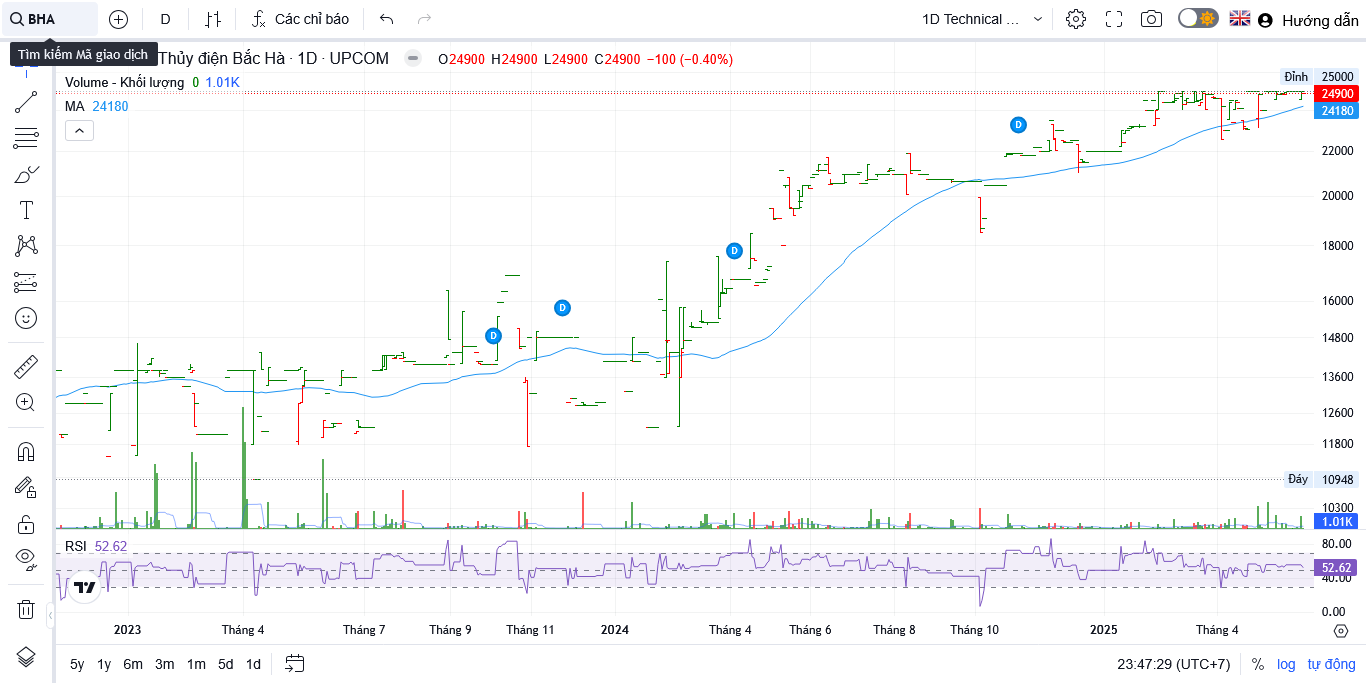 BHA
D
Các chỉ báo
1D Technical ...
Hướng dẫn
Tìm kiếm Mã giao dịch
Thủy điện Bắc Hà · 1D · UPCOM
O24900 H24900 L24900 C24900 −100 (−0.40%)
Volume - Khối lượng 0 1.01K
MA 24180
Đỉnh 25000
24900
24180
22000
20000
18000
16000
14800
13600
12600
11800
Đáy 10948
10300
1.01K
D
D
D
D
RSI 52.62
80.00
52.62
40.00
0.00
2023 Tháng 4 Tháng 7 Tháng 9 Tháng 11 2024 Tháng 4 Tháng 6 Tháng 8 Tháng 10 2025 Tháng 4
5y 1y 6m 3m 1m 5d 1d
23:47:29 (UTC+7) % log tự động